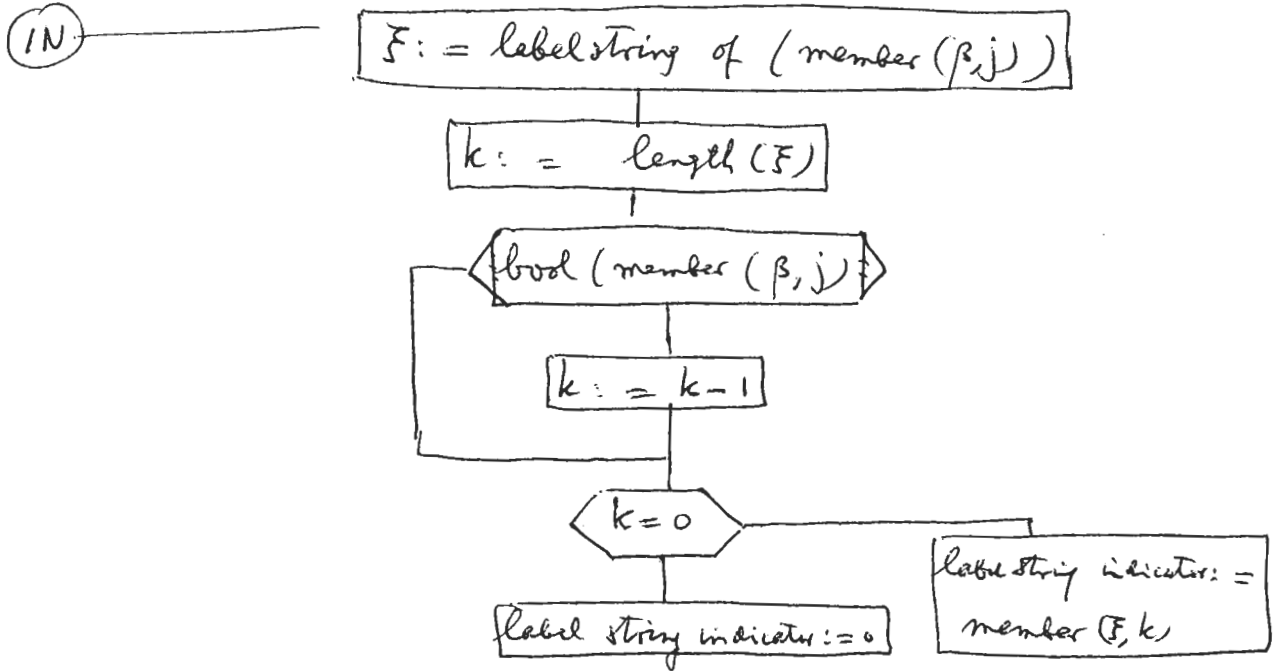 IN
ξ := labelstring of (member(β,j))
k := length(ξ)
bool(member(β,j)
k := k-1
k=0
label string indicator :=
member(ξ,k)
label string indicator :=0